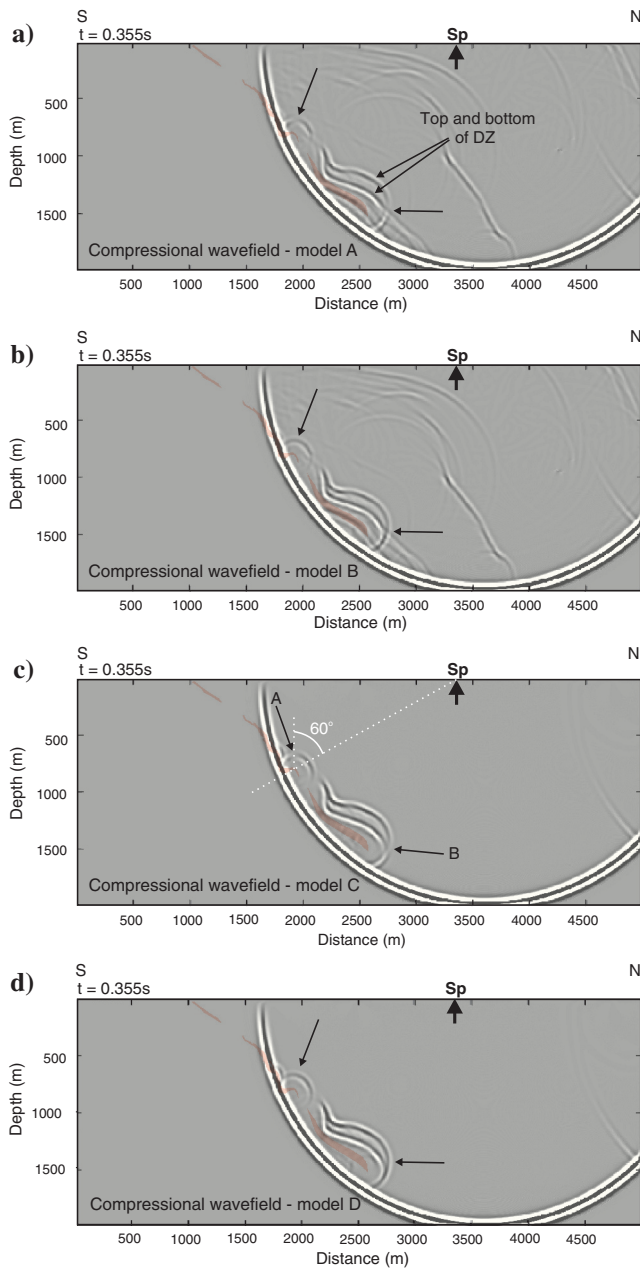 a)
S
N
t = 0.355s
Sp
Depth (m)
500
1000
1500
Top and bottom
of DZ
Compressional wavefield - model A
500
1000
1500
2000
2500
3000
3500
4000
4500
Distance (m)
b)
S
N
t = 0.355s
Sp
Depth (m)
500
1000
1500
Compressional wavefield - model B
500
1000
1500
2000
2500
3000
3500
4000
4500
Distance (m)
c)
S
N
t = 0.355s
Sp
Depth (m)
500
1000
1500
A
60°
B
Compressional wavefield - model C
500
1000
1500
2000
2500
3000
3500
4000
4500
Distance (m)
d)
S
N
t = 0.355s
Sp
Depth (m)
500
1000
1500
Compressional wavefield - model D
500
1000
1500
2000
2500
3000
3500
4000
4500
Distance (m)